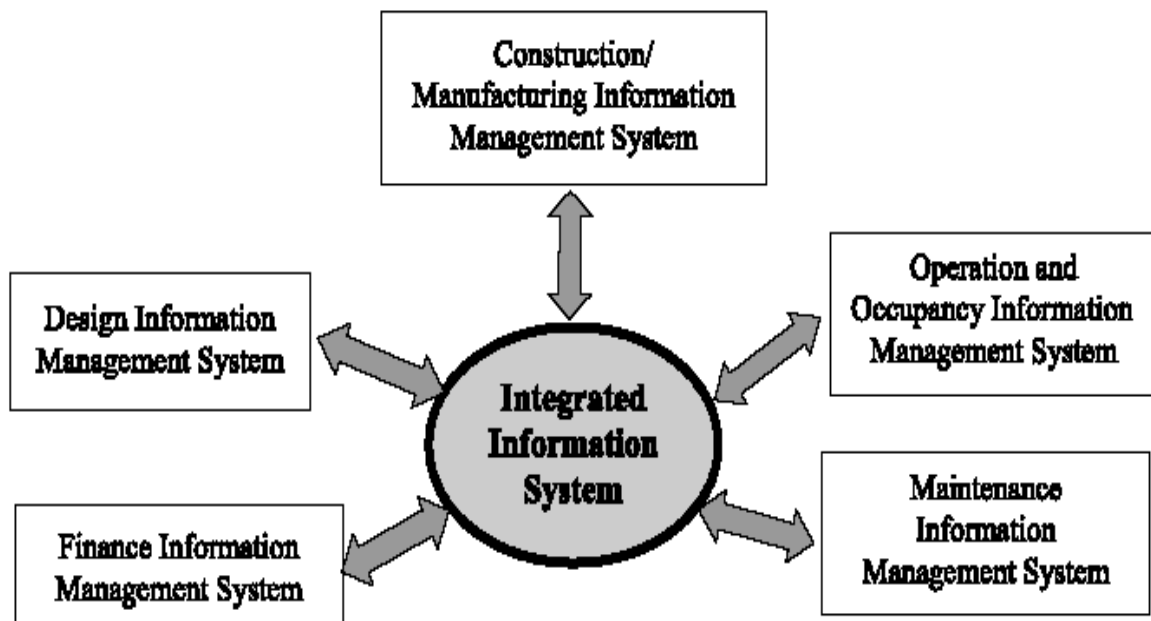 Construction/
Manufacturing Information
Management System
Design Information
Management System
Operation and
Occupancy Information
Management System
Integrated
Information
System
Finance Information
Management System
Maintenance
Information
Management System